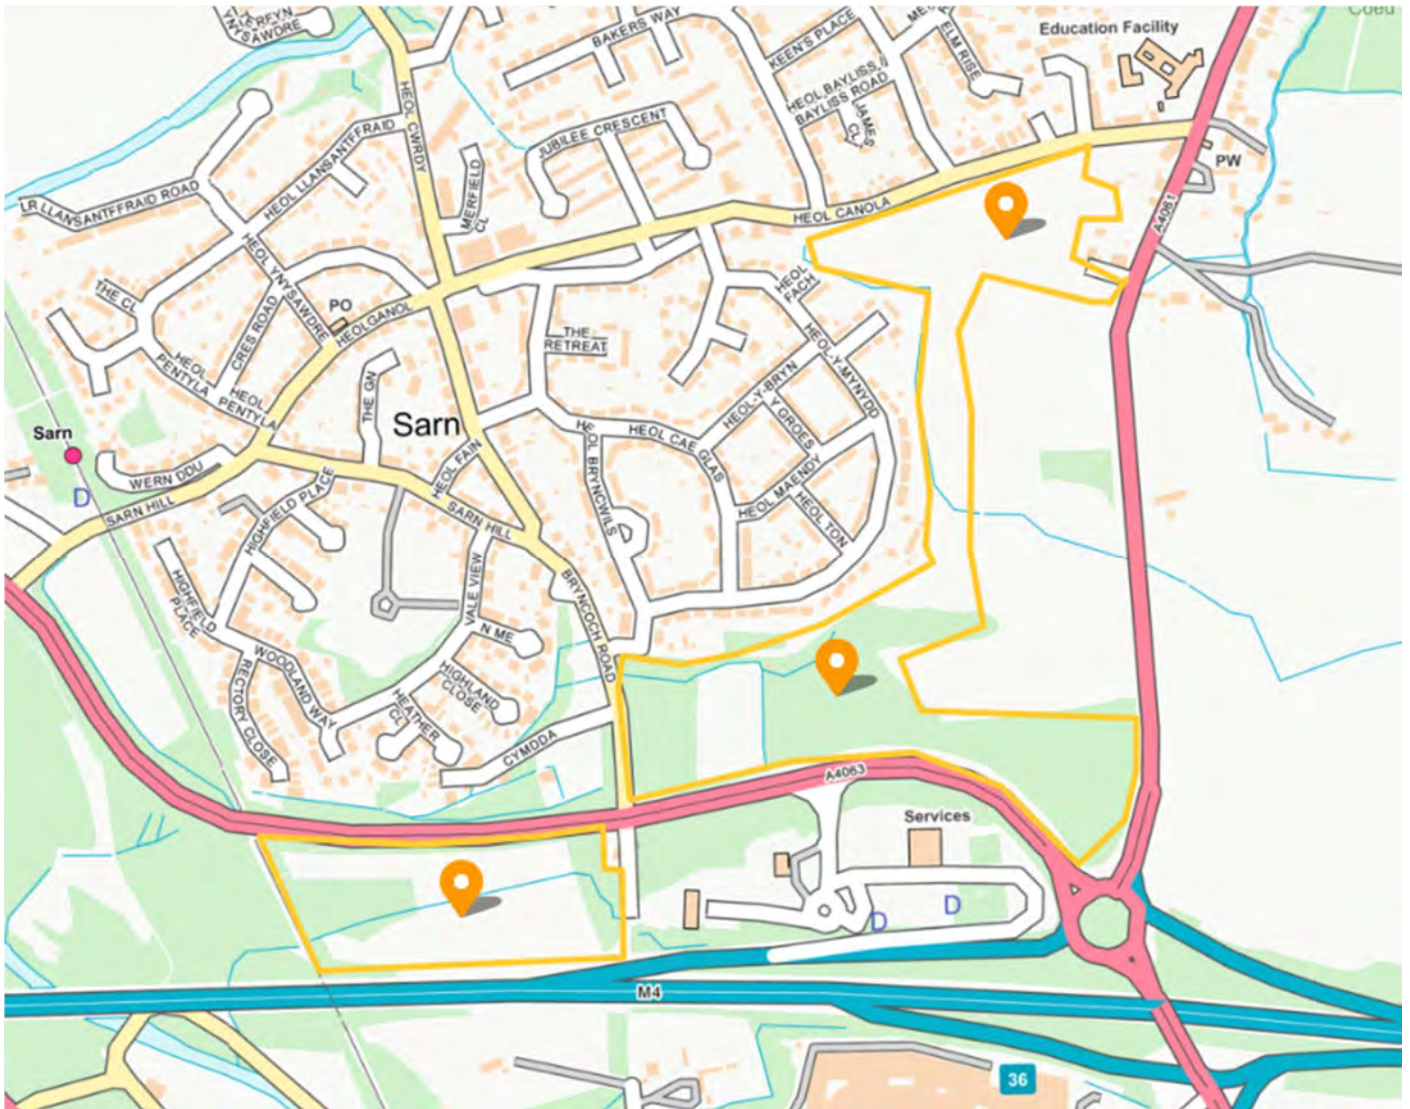 YNYSAWDRE
HEOL CWRDY
BAKERS WAY
KEEN'S PLACE
ELM RISE
Education Facility
HEOL BAYLISS /
BAYLISS ROAD
JAMES
CL
JUBILEE CRESCENT
HEOL LLANSANTFFRAID
LR LLANSANTFFRAID ROAD
MERFIELD
CL
HEOL CANOLA
PW
A4061
HEOL YNYSAWDRE
THE CL
PO
CRES ROAD
HEOLGANOL
HEOL
FACH
THE
RETREAT
HEOL
PENTYLA
HEOL
PENTYLA
THE GN
HEOL-Y-MYNYDD
HEOL-Y-BRYN
Y GROES
Sarn
Sarn
HEOL FAIN
HEOL BRYNCWILS
HEOL CAE GLAS
HEOL MAENDY
HEOL TON
WERN DDU
D
SARN HILL
HIGHFIELD PLACE
SARN HILL
HIGHFIELD
PLACE
VALE VIEW
BRYNCOCH ROAD
N ME
WOODLAND WAY
RECTORY CLOSE
HIGHLAND
CLOSE
HEATHER
CL
CYMDDA
A4063
Services
D
D
M4
36